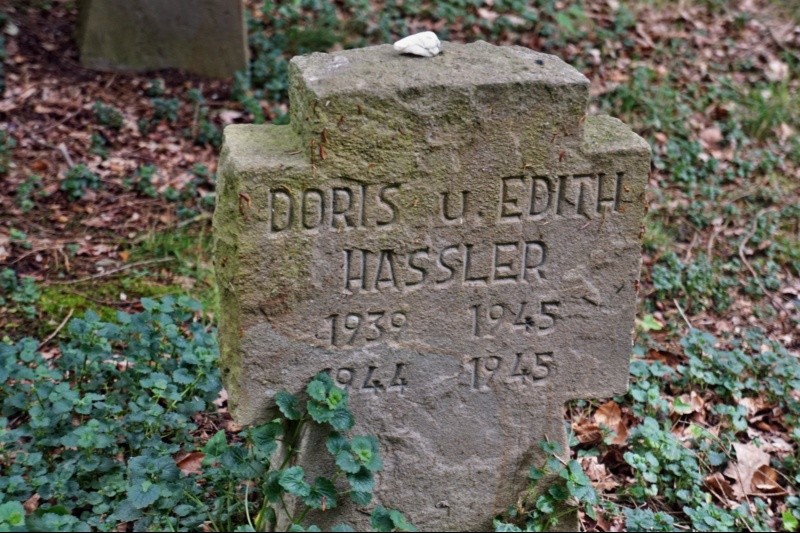 DORIS u. EDITH
HASSLER
1939 1945
1944 1945